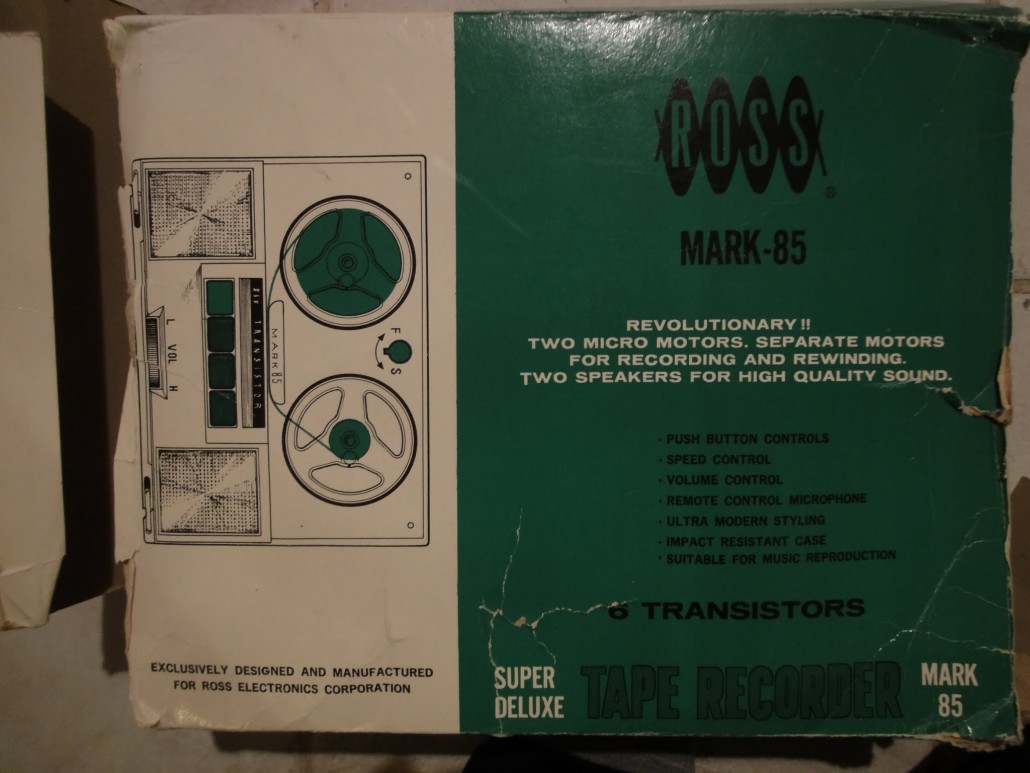 ROSS
®
MARK-85
REVOLUTIONARY!!
TWO MICRO MOTORS. SEPARATE MOTORS
FOR RECORDING AND REWINDING.
TWO SPEAKERS FOR HIGH QUALITY SOUND.
• PUSH BUTTON CONTROLS
• SPEED CONTROL
• VOLUME CONTROL
• REMOTE CONTROL MICROPHONE
• ULTRA MODERN STYLING
• IMPACT RESISTANT CASE
• SUITABLE FOR MUSIC REPRODUCTION
6 TRANSISTORS
SUPER
DELUXE
TAPE RECORDER
MARK
85
F S
MARK 85
SIX TRANSISTOR
L VOL H
EXCLUSIVELY DESIGNED AND MANUFACTURED
FOR ROSS ELECTRONICS CORPORATION